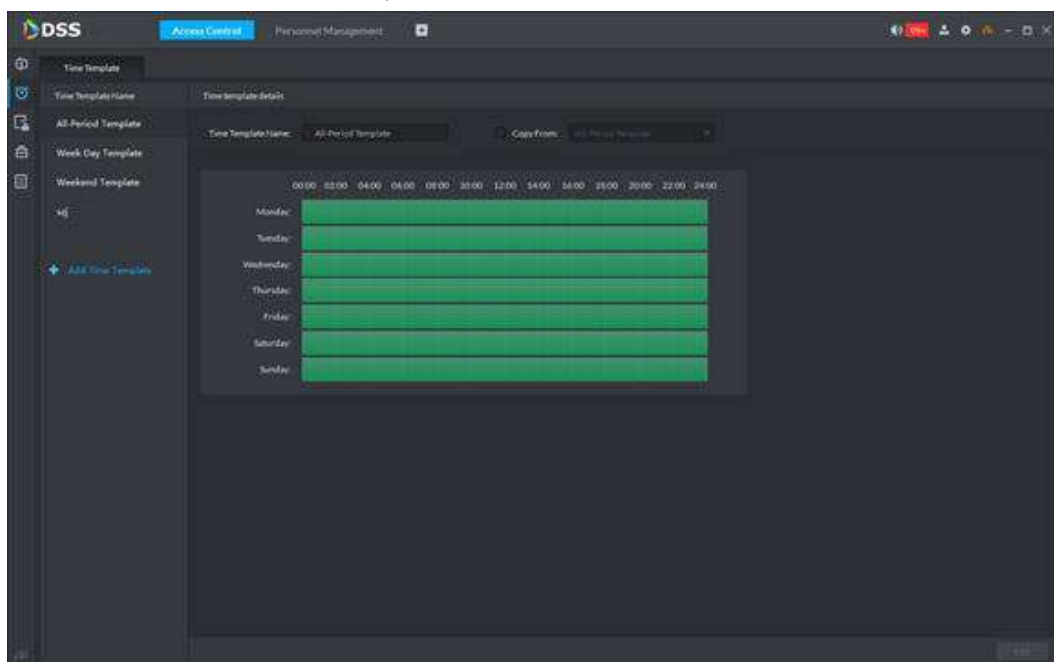 DSS
Access Control
Personnel Management
Time Template
Time Template Name
Time template details
All-Period Template
Time Template Name:
All-Period Template
Copy From:
All-Period Template
Week Day Template
Weekend Template
00:00 02:00 04:00 06:00 08:00 10:00 12:00 14:00 16:00 18:00 20:00 22:00 24:00
Monday:
Tuesday:
Wednesday:
Thursday:
Friday:
Saturday:
Sunday:
Add Time Template